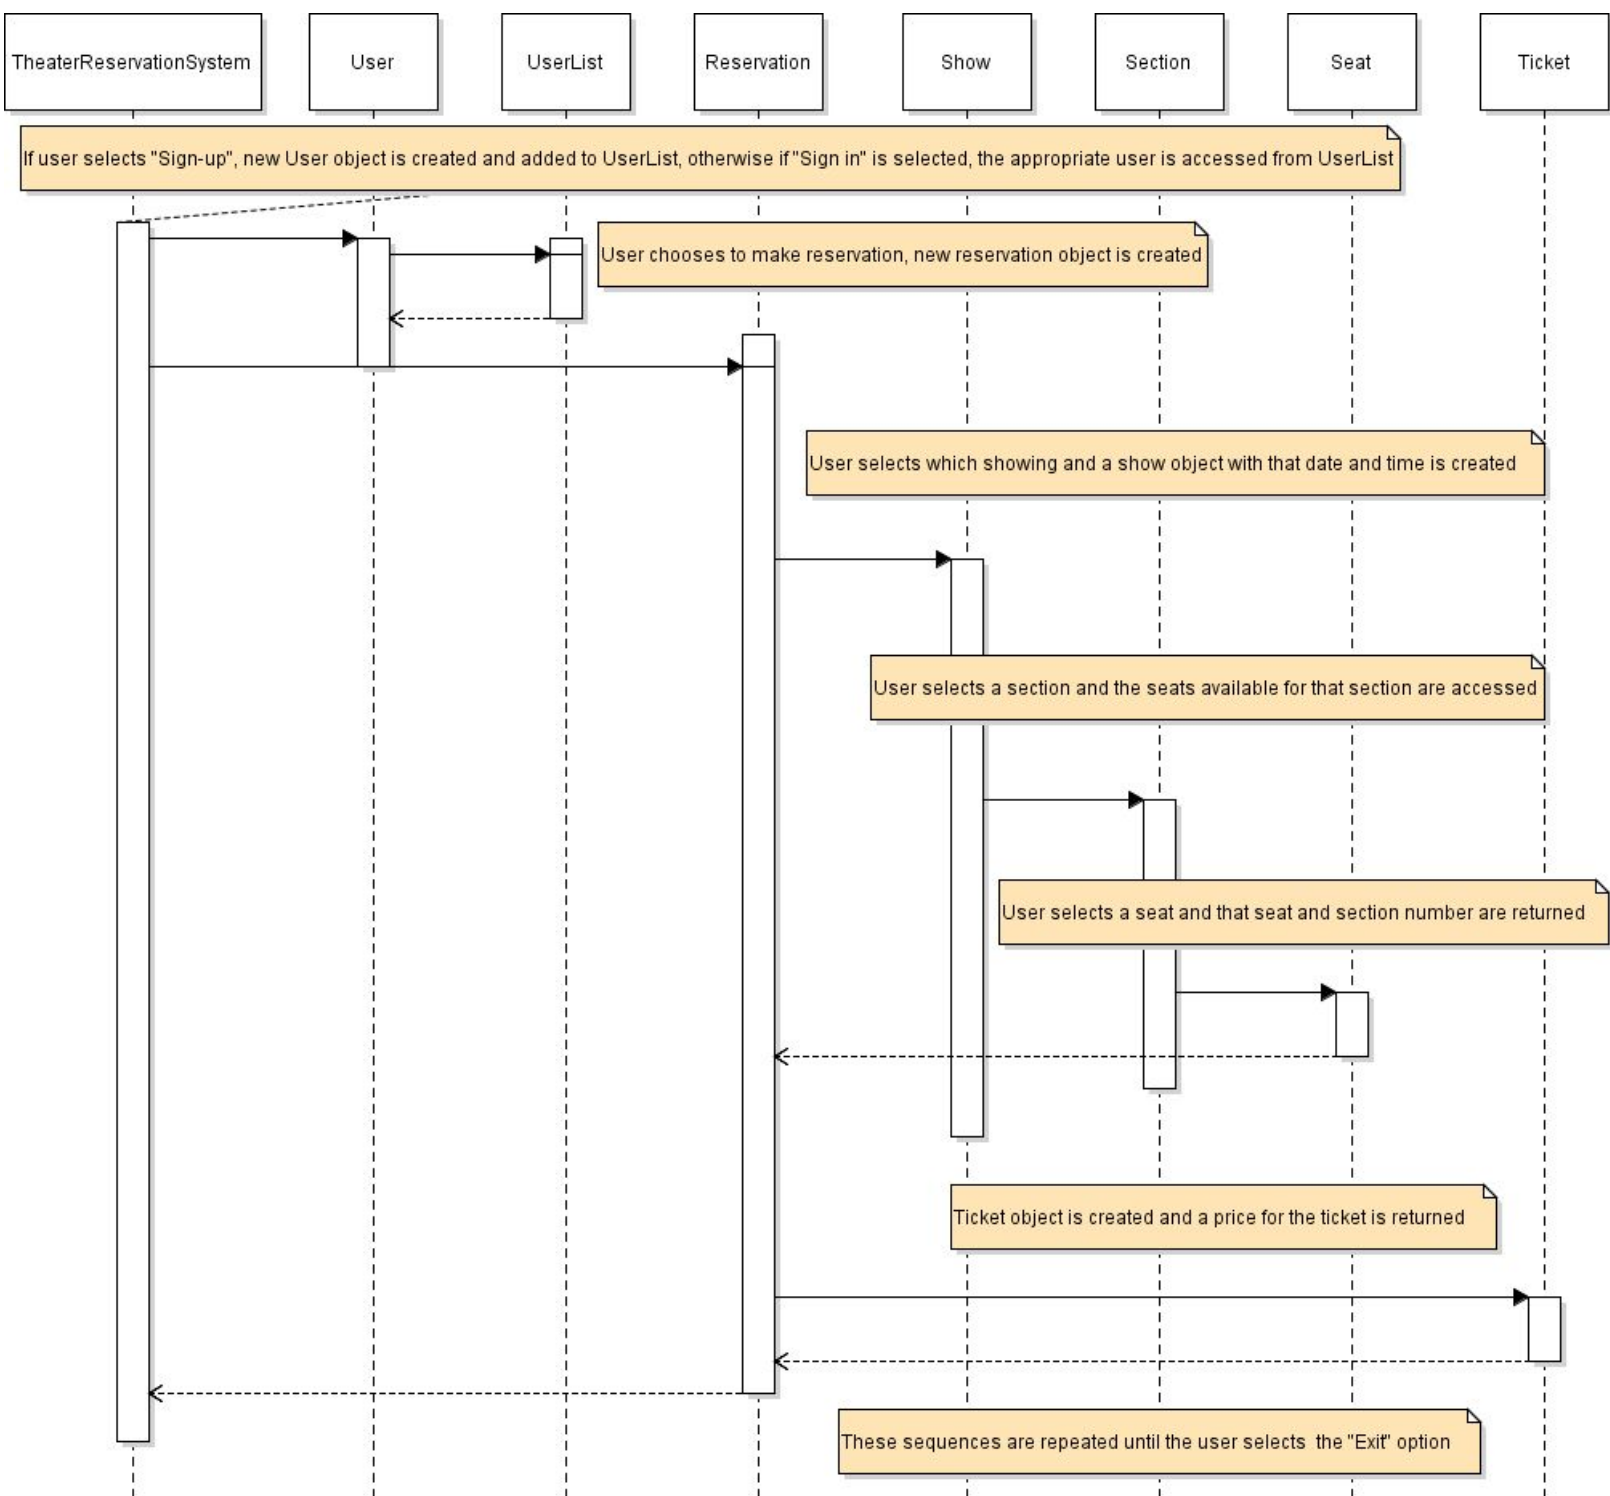 TheaterReservationSystem
User
UserList
Reservation
Show
Section
Seat
Ticket
If user selects "Sign-up", new User object is created and added to UserList, otherwise if "Sign in" is selected, the appropriate user is accessed from UserList
User chooses to make reservation, new reservation object is created
User selects which showing and a show object with that date and time is created
User selects a section and the seats available for that section are accessed
User selects a seat and that seat and section number are returned
Ticket object is created and a price for the ticket is returned
These sequences are repeated until the user selects  the "Exit" option